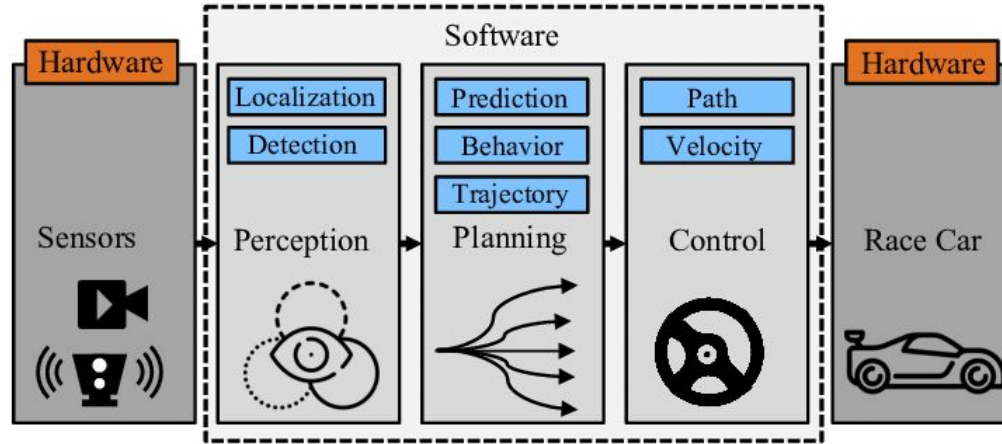 Software
Hardware
Sensors
Localization
Detection
Perception
Prediction
Behavior
Trajectory
Planning
Path
Velocity
Control
Hardware
Race Car